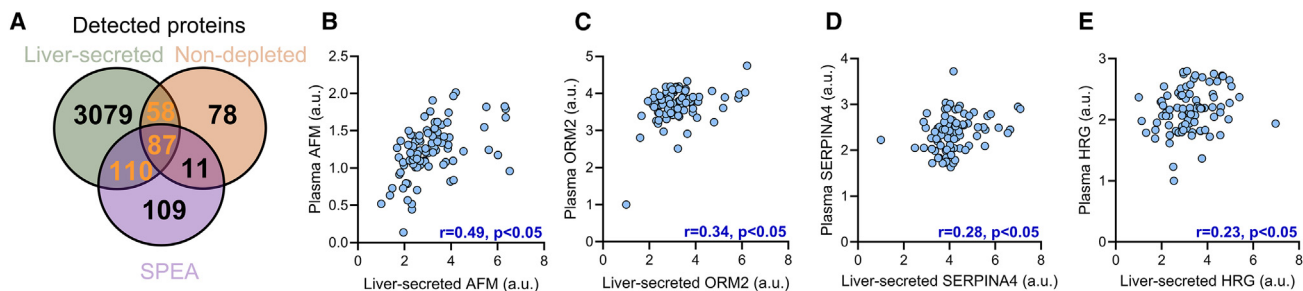 A
Detected proteins
Liver-secreted Non-depleted
3079 58 78
87
110 11
109
SPEA
B
Plasma AFM (a.u.)
2.5
2.0
1.5
1.0
0.5
0.0
r=0.49, p<0.05
0 2 4 6 8
Liver-secreted AFM (a.u.)
C
Plasma ORM2 (a.u.)
5
4
3
2
1
0
r=0.34, p<0.05
0 2 4 6 8
Liver-secreted ORM2 (a.u.)
D
Plasma SERPINA4 (a.u.)
4
3
2
1
0
r=0.28, p<0.05
0 2 4 6 8
Liver-secreted SERPINA4 (a.u.)
E
Plasma HRG (a.u.)
3
2
1
0
r=0.23, p<0.05
0 2 4 6 8
Liver-secreted HRG (a.u.)